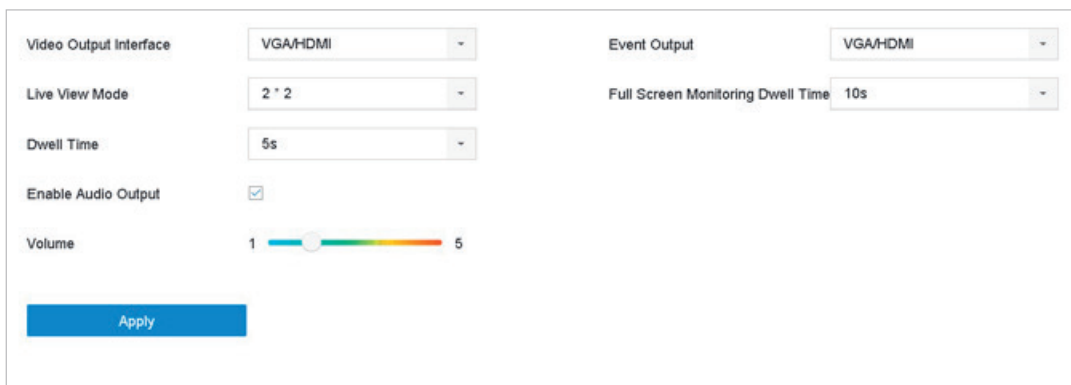 Video Output Interface VGA/HDMI Event Output VGA/HDMI
Live View Mode 2 * 2 Full Screen Monitoring Dwell Time 10s
Dwell Time 5s
Enable Audio Output
Volume 1 5
Apply